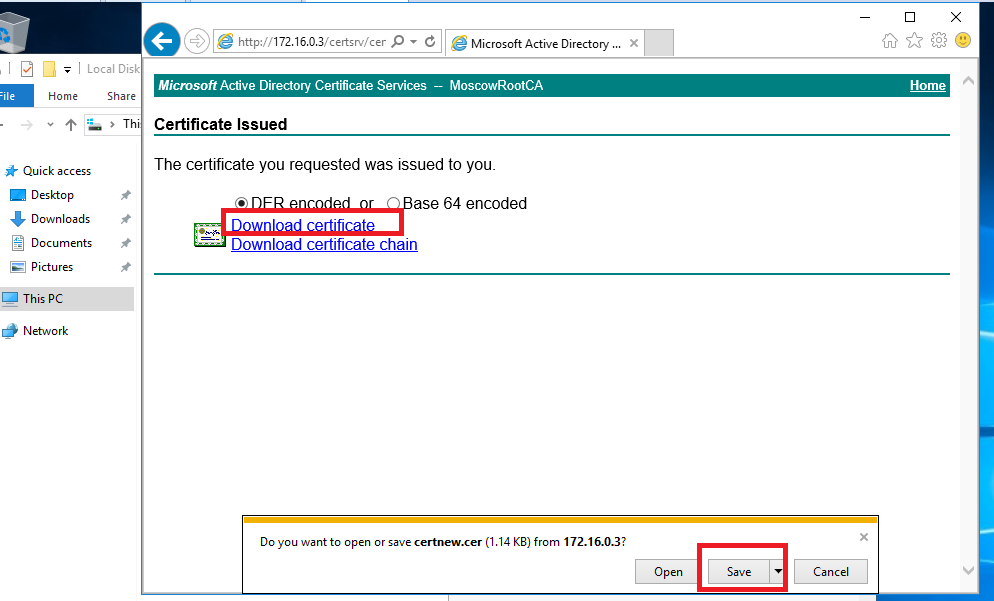 http://172.16.0.3/certsrv/cer
Microsoft Active Directory ...
Local Disk
File
Home
Share
This
Microsoft Active Directory Certificate Services -- MoscowRootCA
Home
Certificate Issued
The certificate you requested was issued to you.
DER encoded or Base 64 encoded
Download certificate
Download certificate chain
Quick access
Desktop
Downloads
Documents
Pictures
This PC
Network
Do you want to open or save certnew.cer (1.14 KB) from 172.16.0.3?
Open
Save
Cancel